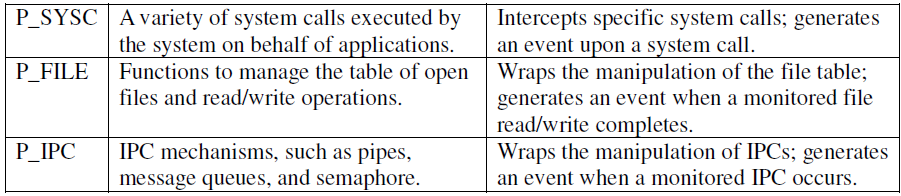 P_SYSC A variety of system calls executed by Intercepts specific system calls; generates
the system on behalf of applications. an event upon a system call.
P_FILE Functions to manage the table of open Wraps the manipulation of the file table;
files and read/write operations. generates an event when a monitored file
read/write completes.
P_IPC IPC mechanisms, such as pipes, Wraps the manipulation of IPCs; generates
message queues, and semaphore. an event when a monitored IPC occurs.